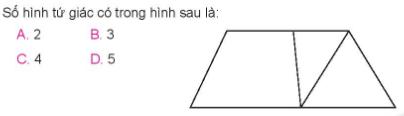 Số hình tứ giác có trong hình sau là:
A. 2 B. 3
C. 4 D. 5